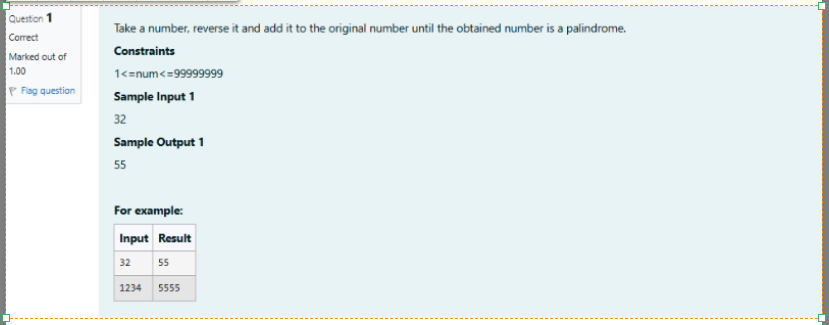 Question 1
Correct
Marked out of
1.00
Flag question
Take a number, reverse it and add it to the original number until the obtained number is a palindrome.
Constraints
1<=num<=99999999
Sample Input 1
32
Sample Output 1
55
For example:
Input Result
32 55
1234 5555